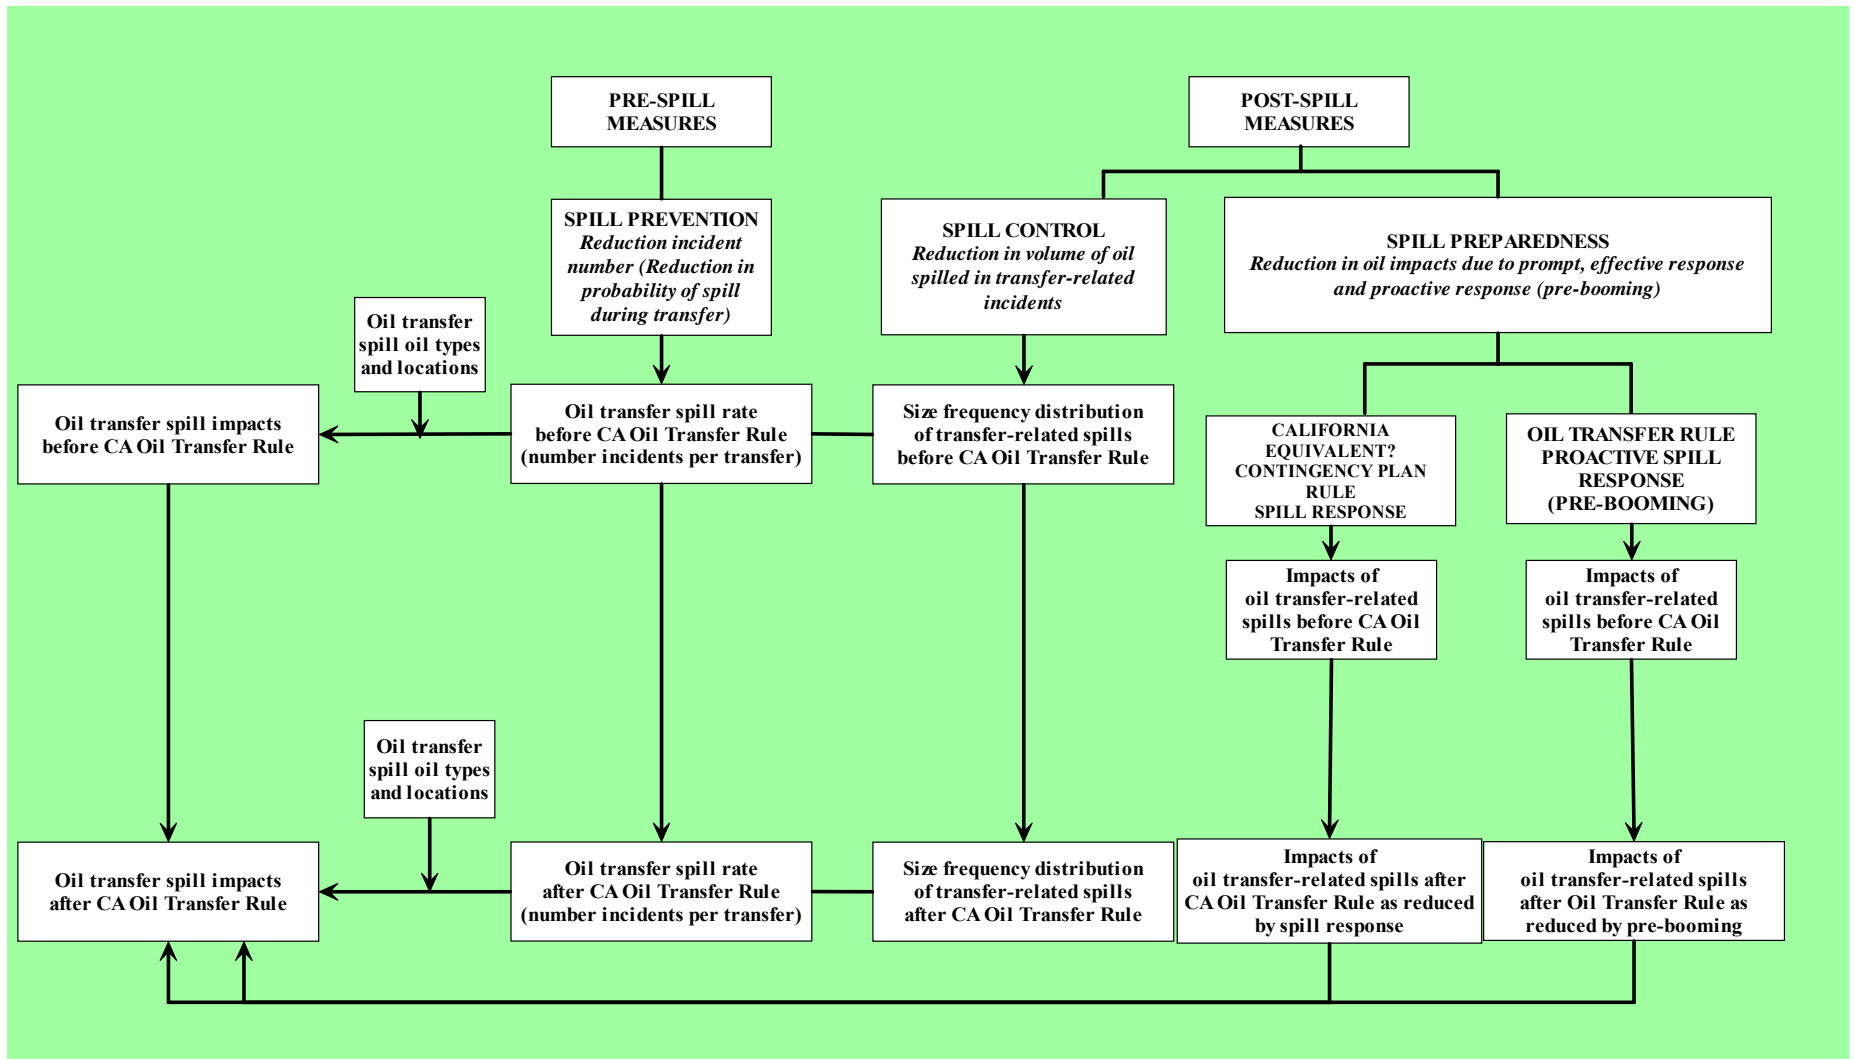 PRE-SPILL
MEASURES
POST-SPILL
MEASURES
SPILL PREVENTION
Reduction incident
number (Reduction in
probability of spill
during transfer)
SPILL CONTROL
Reduction in volume of oil
spilled in transfer-related
incidents
SPILL PREPAREDNESS
Reduction in oil impacts due to prompt, effective response
and proactive response (pre-booming)
Oil transfer
spill oil types
and locations
Oil transfer spill impacts
before CA Oil Transfer Rule
Oil transfer spill rate
before CA Oil Transfer Rule
(number incidents per transfer)
Size frequency distribution
of transfer-related spills
before CA Oil Transfer Rule
CALIFORNIA
EQUIVALENT?
CONTINGENCY PLAN
RULE
SPILL RESPONSE
OIL TRANSFER RULE
PROACTIVE SPILL
RESPONSE
(PRE-BOOMING)
Impacts of
oil transfer-related
spills before CA Oil
Transfer Rule
Impacts of
oil transfer-related
spills before CA Oil
Transfer Rule
Oil transfer
spill oil types
and locations
Oil transfer spill impacts
after CA Oil Transfer Rule
Oil transfer spill rate
after CA Oil Transfer Rule
(number incidents per transfer)
Size frequency distribution
of transfer-related spills
after CA Oil Transfer Rule
Impacts of
oil transfer-related spills after
CA Oil Transfer Rule as reduced
by spill response
Impacts of
oil transfer-related spills
after Oil Transfer Rule as
reduced by pre-booming